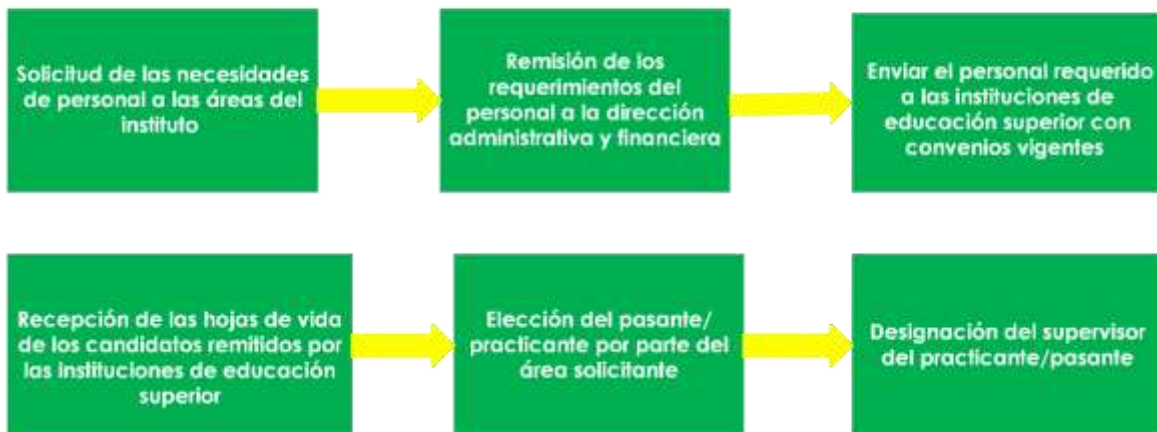 Solicitud de las necesidades
de personal a las áreas del
instituto
Remisión de los
requerimientos del
personal a la dirección
administrativa y financiera
Enviar el personal requerido
a las instituciones de
educación superior con
convenios vigentes
Recepción de las hojas de vida
de los candidatos remitidos por
las instituciones de educación
superior
Elección del pasante/
practicante por parte del
área solicitante
Designación del supervisor
del practicante/pasante